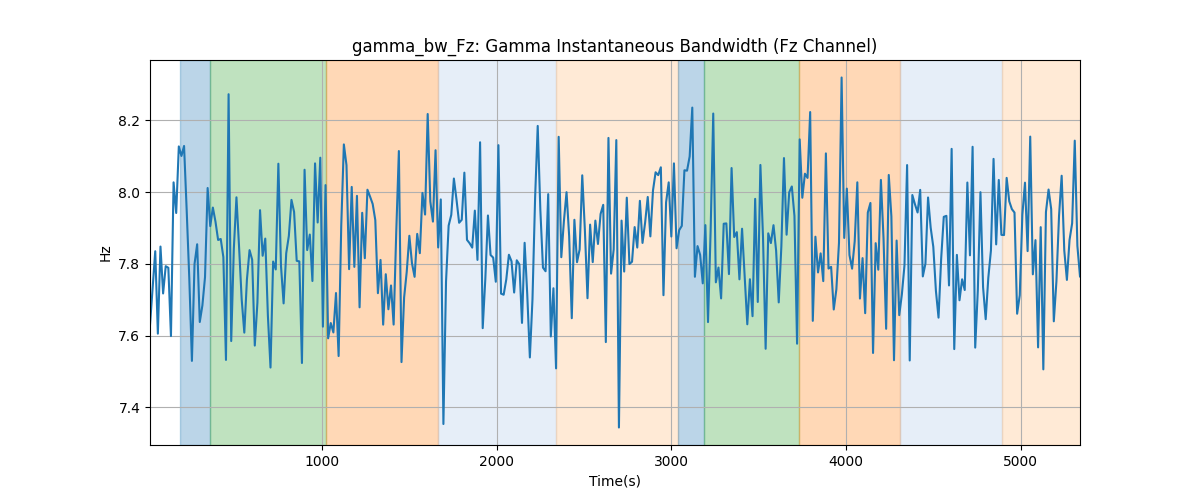 gamma_bw_Fz: Gamma Instantaneous Bandwidth (Fz Channel)
Hz
8.2
8.0
7.8
7.6
7.4
1000 2000 3000 4000 5000
Time(s)